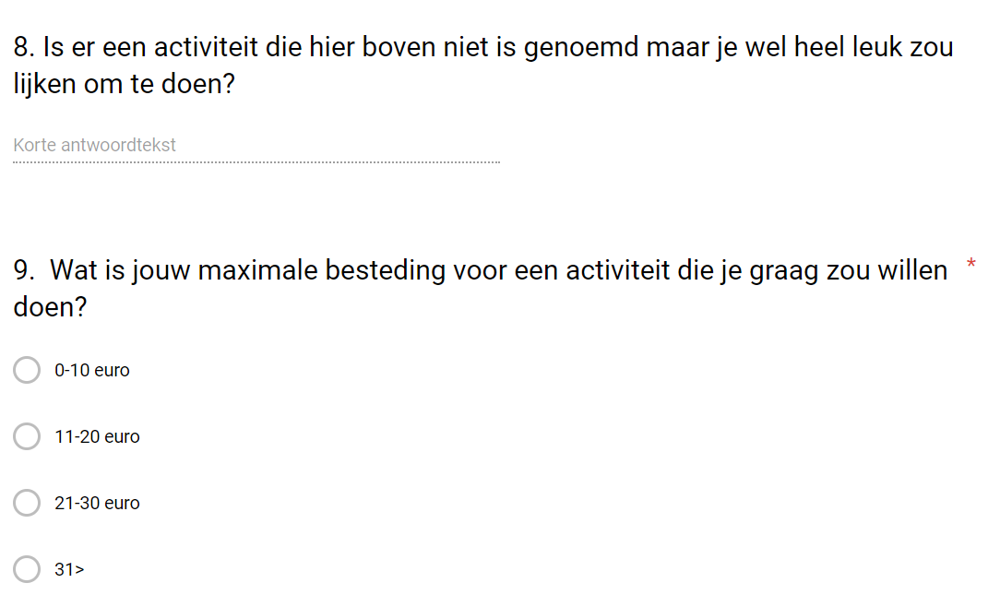 8. Is er een activiteit die hier boven niet is genoemd maar je wel heel leuk zou
lijken om te doen?
Korte antwoordtekst
9.  Wat is jouw maximale besteding voor een activiteit die je graag zou willen *
doen?
0-10 euro
11-20 euro
21-30 euro
31>